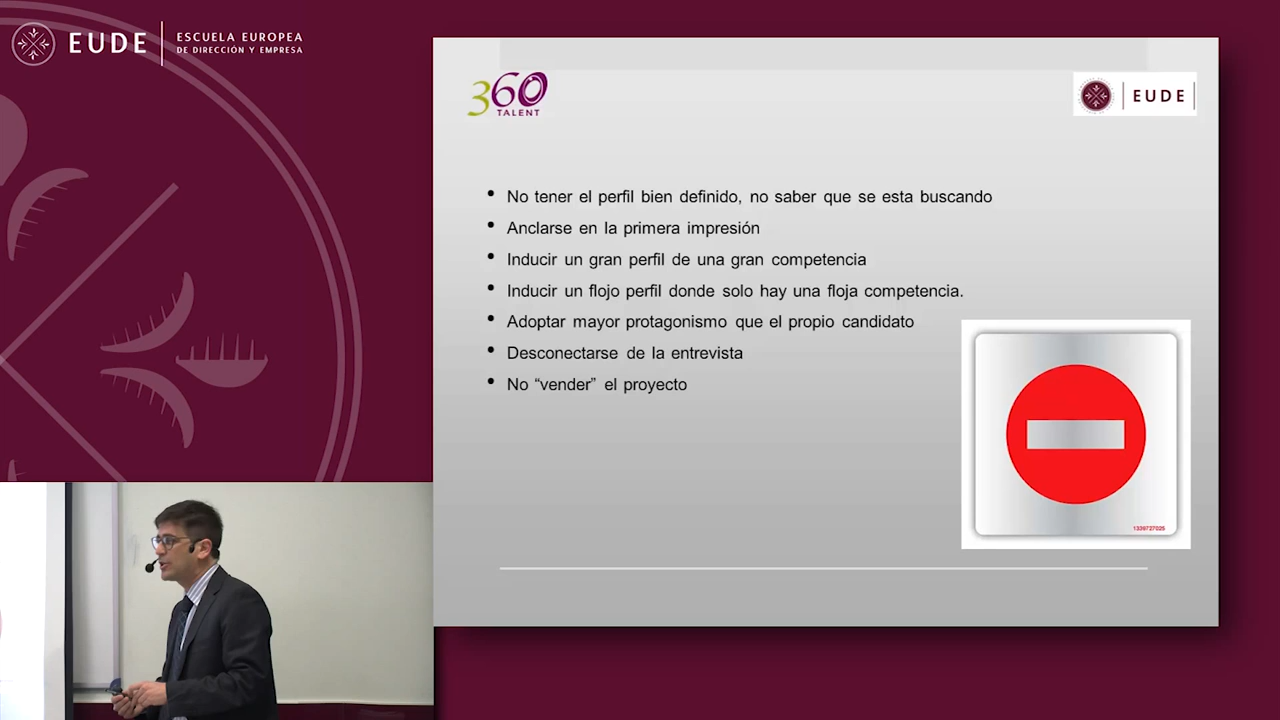 EUDE
ESCUELA EUROPEA
DE DIRECCIÓN Y EMPRESA
360
TALENT
EUDE
• No tener el perfil bien definido, no saber que se esta buscando
• Anclarse en la primera impresión
• Inducir un gran perfil de una gran competencia
• Inducir un flojo perfil donde solo hay una floja competencia.
• Adoptar mayor protagonismo que el propio candidato
• Desconectarse de la entrevista
• No “vender” el proyecto
1339727025